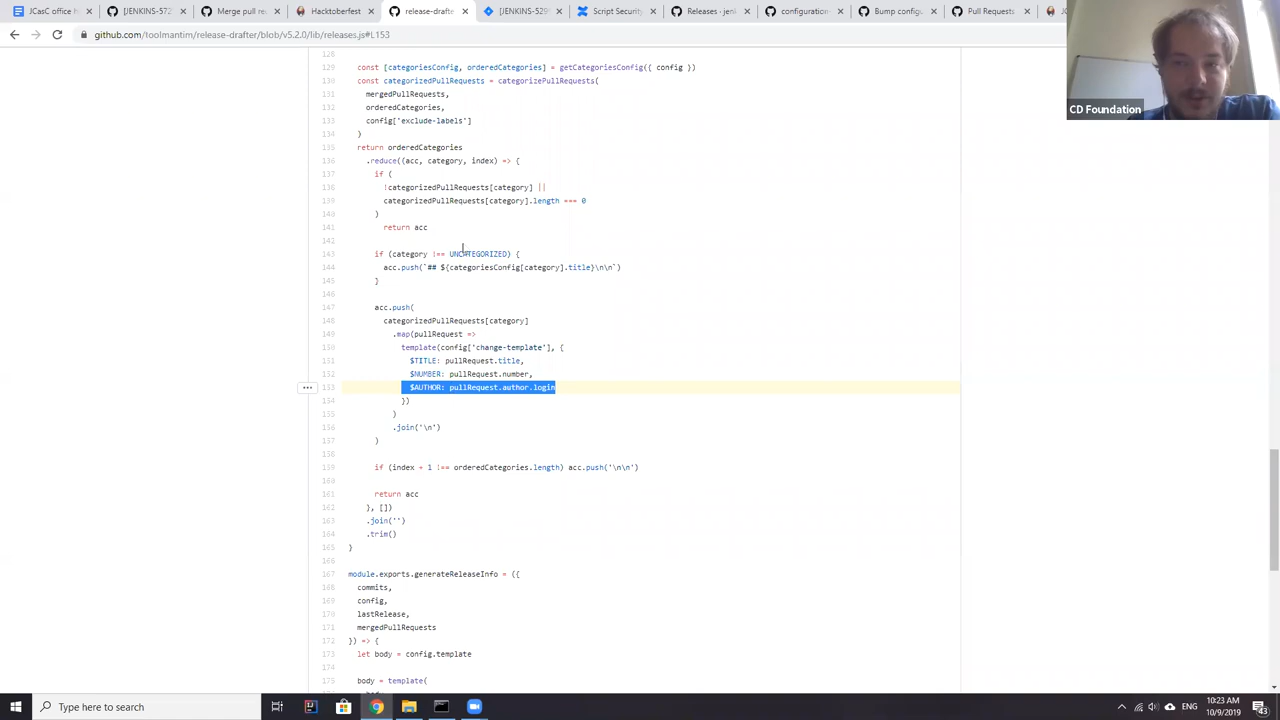 JCasC office h
[JENKINS-572
Merge pull re
Hacktoberfest
release-drafte
[JENKINS-529
Script Security
Releases · jenk
configuration-
Bump config
Pull Requests
github.com/toolmantim/release-drafter/blob/v5.2.0/lib/releases.js#L153
CD Foundation
128
129 const [categoriesConfig, orderedCategories] = getCategoriesConfig({ config })
130 const categorizedPullRequests = categorizePullRequests(
131 mergedPullRequests,
132 orderedCategories,
133 config['exclude-labels']
134 )
135 return orderedCategories
136 .reduce((acc, category, index) => {
137 if (
138 !categorizedPullRequests[category] ||
139 categorizedPullRequests[category].length === 0
140 )
141 return acc
142
143 if (category !== UNCATEGORIZED) {
144 acc.push(`## ${categoriesConfig[category].title}\n\n`)
145 }
146
147 acc.push(
148 categorizedPullRequests[category]
149 .map(pullRequest =>
150 template(config['change-template'], {
151 $TITLE: pullRequest.title,
152 $NUMBER: pullRequest.number,
153 $AUTHOR: pullRequest.author.login
154 })
155 )
156 .join('\n')
157 )
158
159 if (index + 1 !== orderedCategories.length) acc.push('\n\n')
160
161 return acc
162 }, [])
163 .join('')
164 .trim()
165 }
166
167 module.exports.generateReleaseInfo = ({
168 commits,
169 config,
170 lastRelease,
171 mergedPullRequests
172 }) => {
173 let body = config.template
174
175 body = template(
Type here to search
ENG
10:23 AM
10/9/2019
43